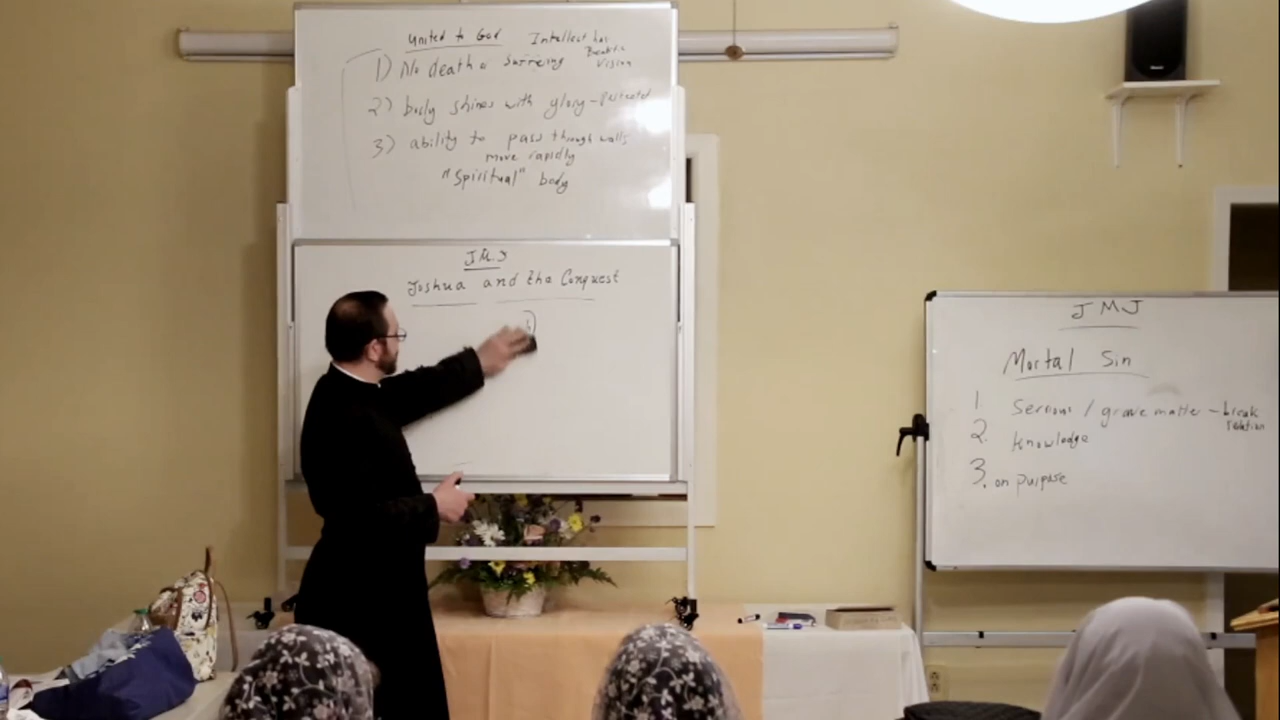 United to God Intellect has
Beatific
Vision
1) No death or suffering
2) body shines with glory - Perfected
3) ability to pass through walls
move rapidly
"Spiritual" body
J.M.J
Joshua and the Conquest
J M J
Mortal Sin
1 Serious / grave matter - break
relation
2. Knowledge
3. on purpose